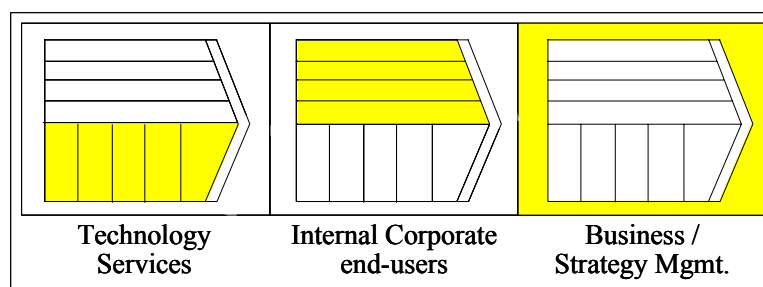 Technology
Services
Internal Corporate
end-users
Business /
Strategy Mgmt.